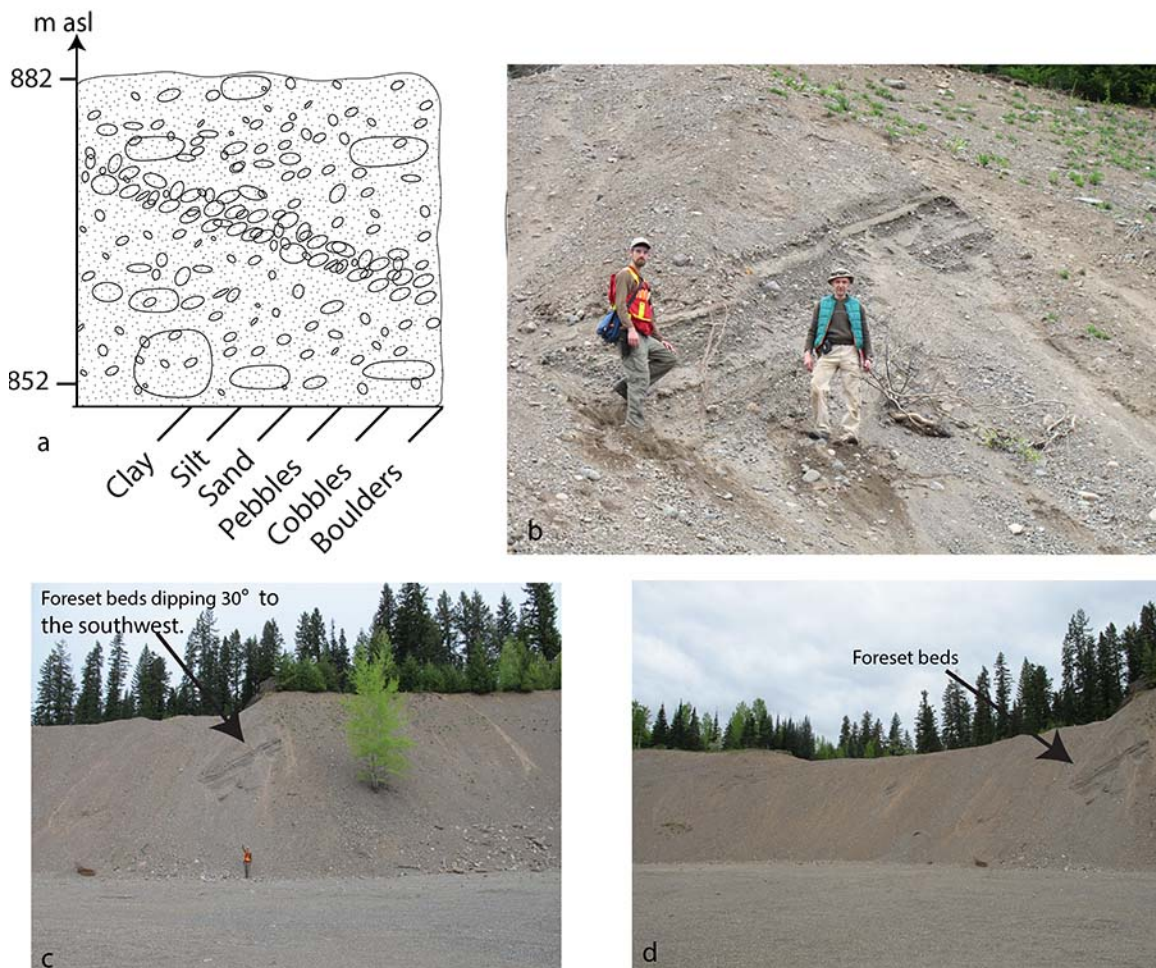 m asl
882
852
a
Clay
Silt
Sand
Pebbles
Cobbles
Boulders
b
Foreset beds dipping 30° to
the southwest.
c
Foreset beds
d